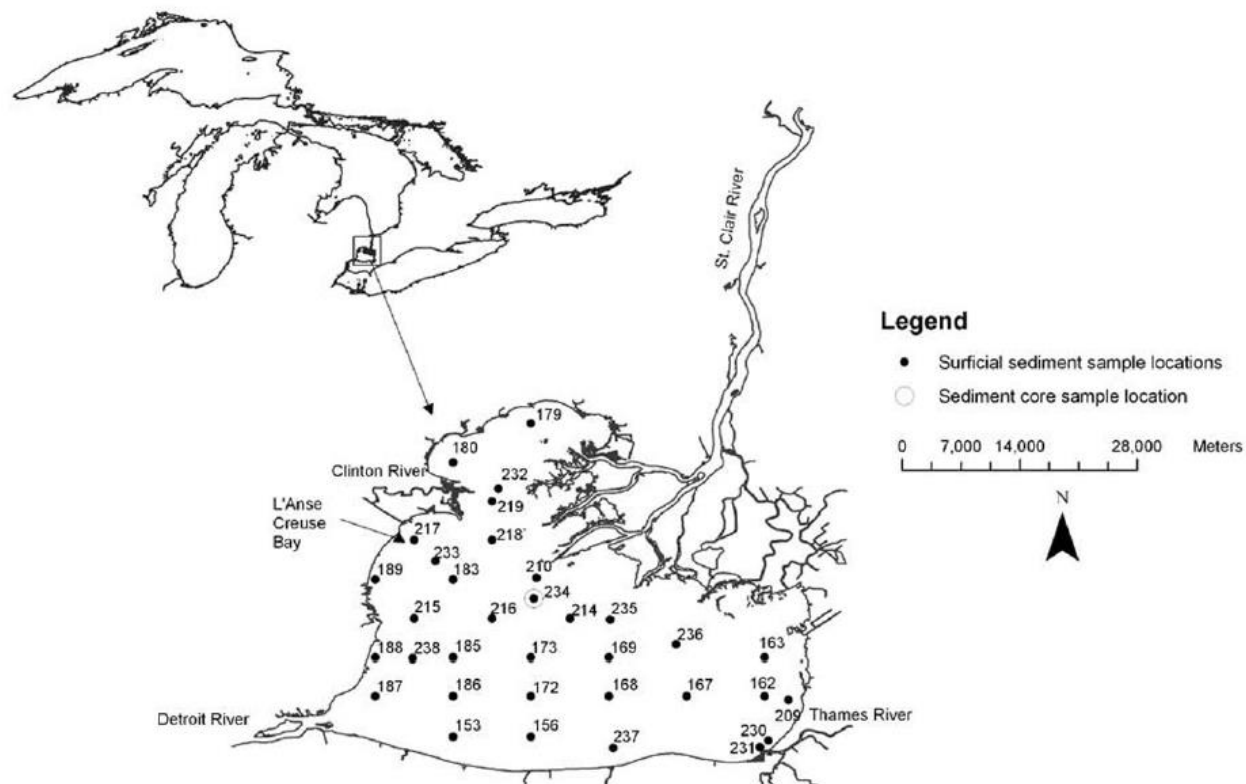 St. Clair River
Legend
Surficial sediment sample locations
Sediment core sample location
0 7,000 14,000 28,000 Meters
N
179
180
Clinton River
232
219
L'Anse
Creuse
Bay
217
218
233
189
183
210
234
215
216
214
235
236
188
238
185
173
169
163
187
186
172
168
167
162
209
Detroit River
Thames River
153
156
237
230
231